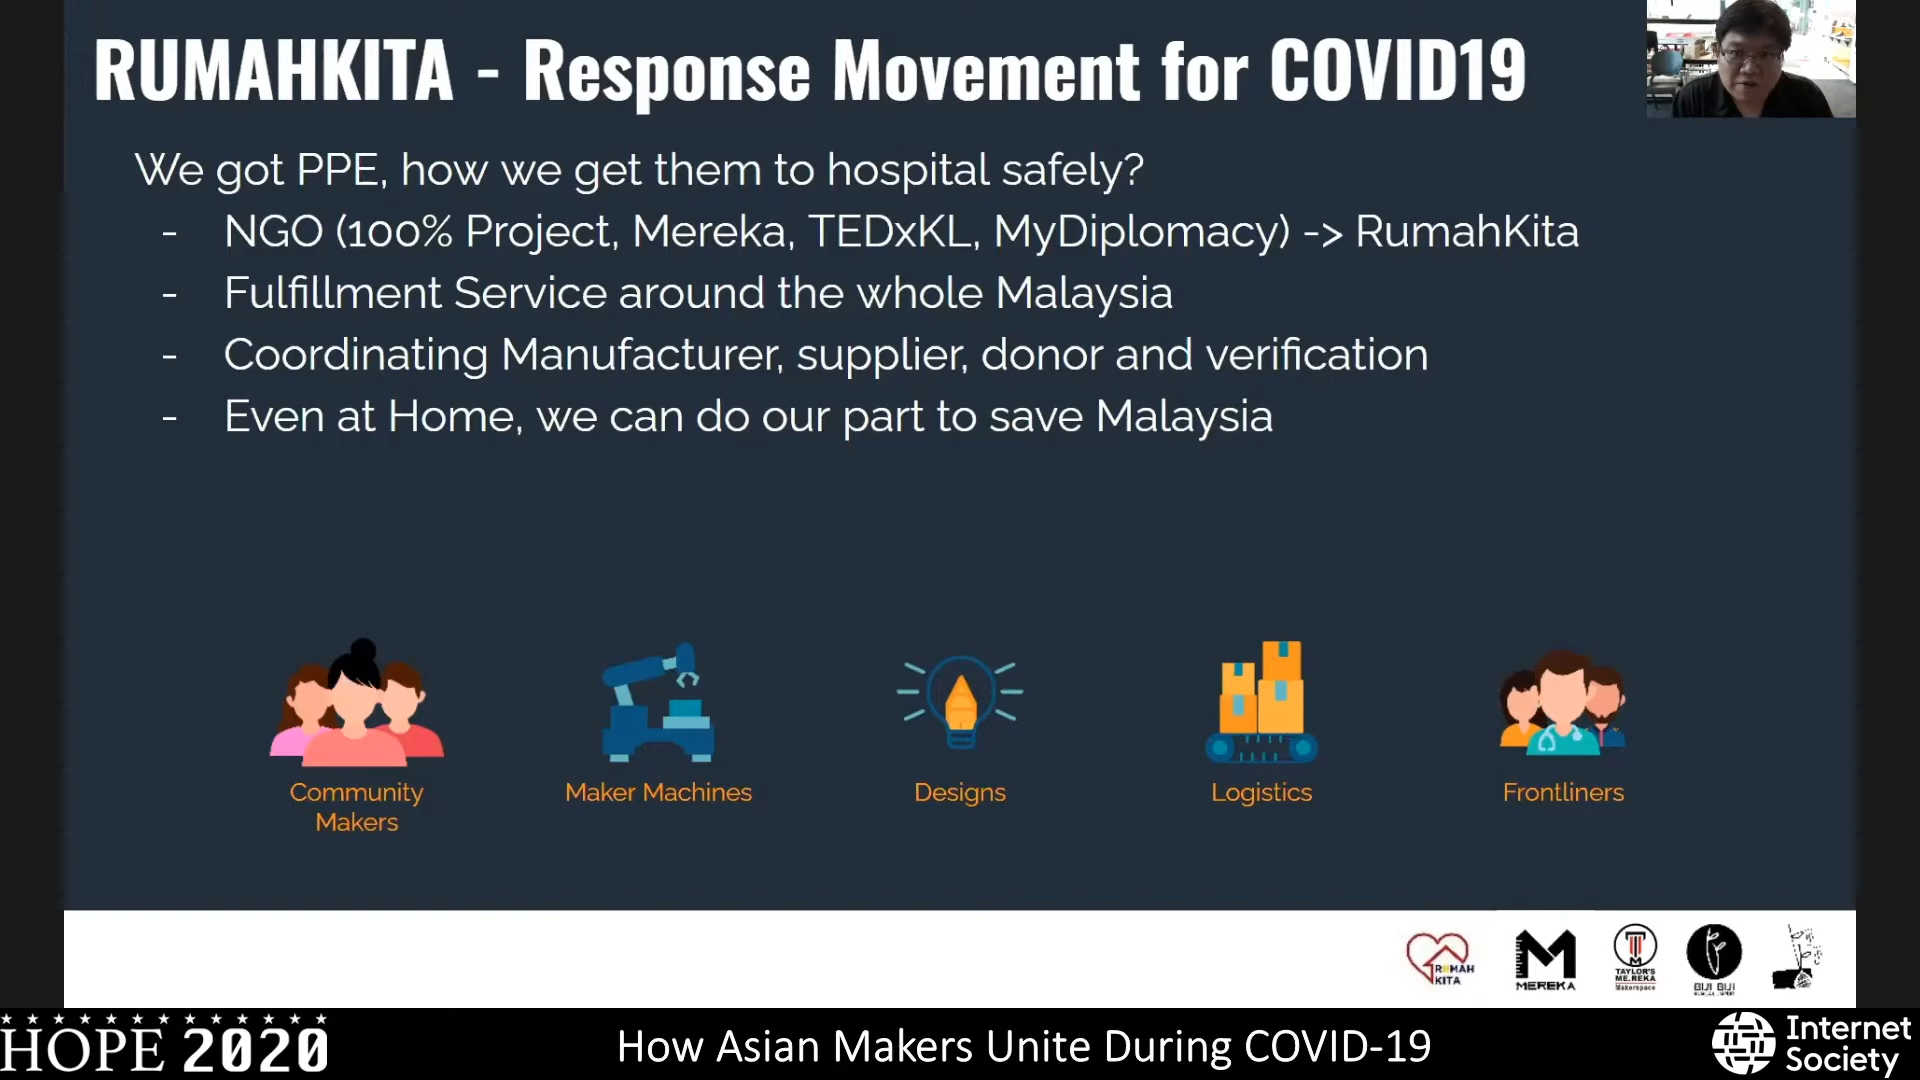 RUMAHKITA - Response Movement for COVID19
We got PPE, how we get them to hospital safely?
- NGO (100% Project, Mereka, TEDxKL, MyDiplomacy) -> RumahKita
- Fulfillment Service around the whole Malaysia
- Coordinating Manufacturer, supplier, donor and verification
- Even at Home, we can do our part to save Malaysia
Community
Makers
Maker Machines
Designs
Logistics
Frontliners
RUMAH
KITA
MEREKA
TAYLOR'S
ME.REKA
Makerspace
BIJI BIJI
HOPE 2020
How Asian Makers Unite During COVID-19
Internet
Society